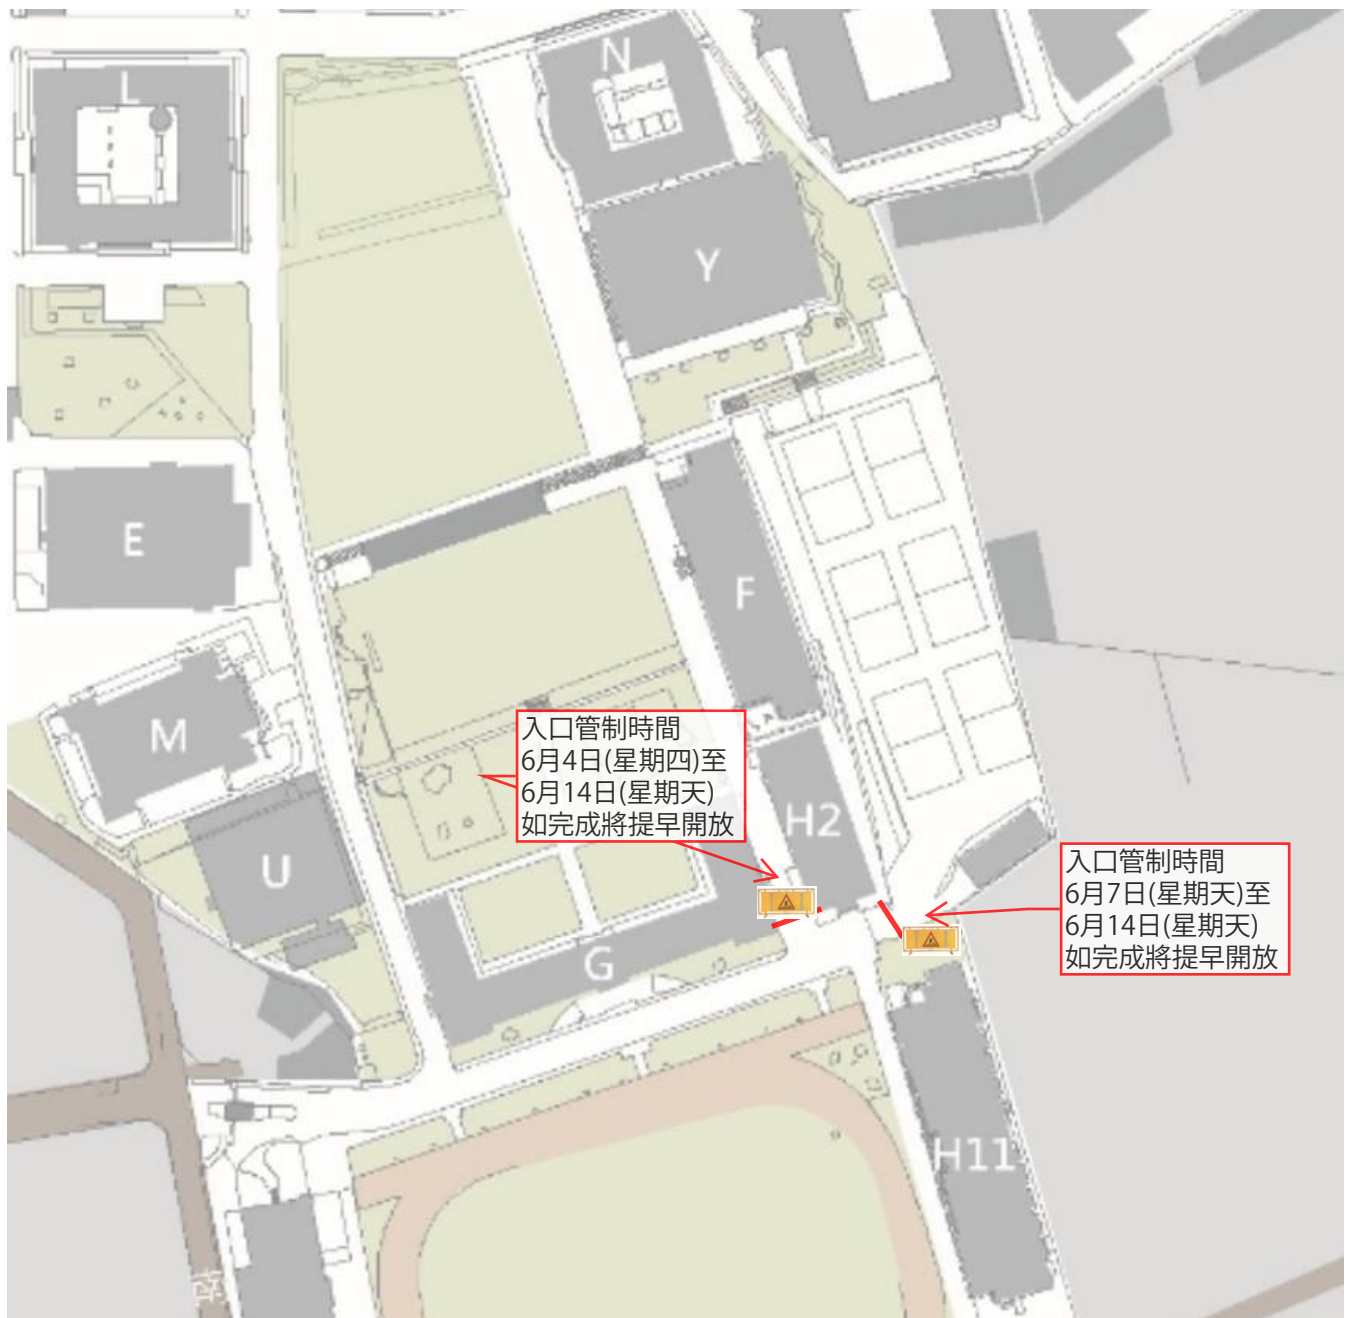 N
L
Y
E
F
M
入口管制時間
6月4日(星期四)至
6月14日(星期天)
如完成將提早開放
H2
U
入口管制時間
6月7日(星期天)至
6月14日(星期天)
如完成將提早開放
G
H11